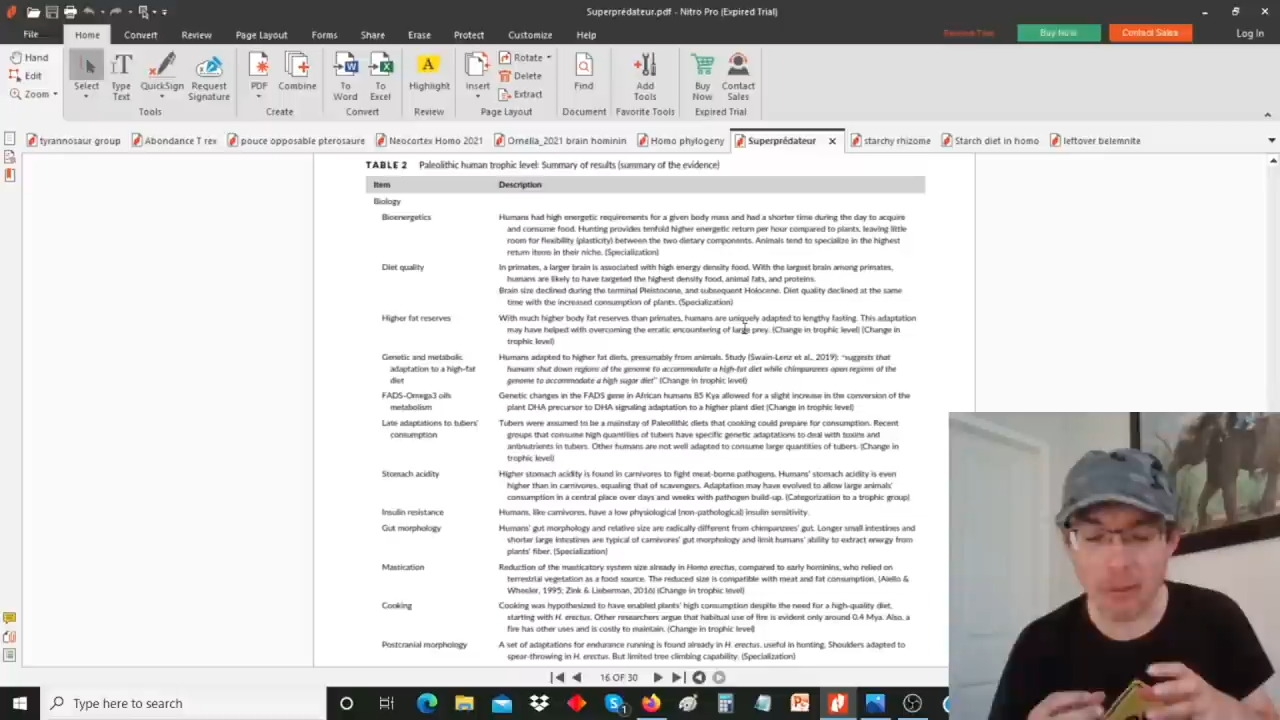 Superprédateur.pdf - Nitro Pro (Expired Trial)
File Home Convert Review Page Layout Forms Share Erase Protect Customize Help Buy Now Contact Sales Log In
Hand
Edit
Zoom
Select
Type Text
QuickSign
Request Signature
Tools
PDF
Combine
Create
To Word
To Excel
Convert
Highlight
Review
Insert
Rotate
Delete
Extract
Page Layout
Find
Document
Add Tools
Favorite Tools
Buy Now
Contact Sales
Expired Trial
tyrannosaur group Abondance T rex pouce opposable pterosaure Neocortex Homo 2021 Ornella_2021 brain hominin Homo phylogeny Superprédateur starchy rhizome Starch diet in homo leftover belemnite
TABLE 2 Paleolithic human trophic level: Summary of results (summary of the evidence)
Item Description
Biology
Bioenergetics Humans had high energetic requirements for a given body mass and had a shorter time during the day to acquire
and consume food. Hunting provides tenfold higher energetic return per hour compared to plants, leaving little
room for flexibility (plasticity) between the two dietary components. Animals tend to specialize in the highest
return items in their niche. (Specialization)
Diet quality In primates, a larger brain is associated with high energy density food. With the largest brain among primates,
humans are likely to have targeted the highest density food, animal fats, and proteins.
Brain size declined during the terminal Pleistocene, and subsequent Holocene. Diet quality declined at the same
time with the increased consumption of plants. (Specialization)
Higher fat reserves With much higher body fat reserves than primates, humans are uniquely adapted to lengthy fasting. This adaptation
may have helped with overcoming the erratic encountering of large prey. (Change in trophic level) (Change in
trophic level)
Genetic and metabolic Humans adapted to higher fat diets, presumably from animals. Study (Swain-Lenz et al., 2019): "suggests that
adaptation to a high-fat humans shut down regions of the genome to accommodate a high-fat diet while chimpanzees open regions of the
diet genome to accommodate a high sugar diet" (Change in trophic level)
FADS-Omega3 oils Genetic changes in the FADS gene in African humans 85 Kya allowed for a slight increase in the conversion of the
metabolism plant DHA precursor to DHA signaling adaptation to a higher plant diet (Change in trophic level)
Late adaptations to tubers' Tubers were assumed to be a mainstay of Paleolithic diets that cooking could prepare for consumption. Recent
consumption groups that consume high quantities of tubers have specific genetic adaptations to deal with toxins and
antinutrients in tubers. Other humans are not well adapted to consume large quantities of tubers. (Change in
trophic level)
Stomach acidity Higher stomach acidity is found in carnivores to fight meat-borne pathogens. Humans' stomach acidity is even
higher than in carnivores, equaling that of scavengers. Adaptation may have evolved to allow large animals'
consumption in a central place over days and weeks with pathogen build-up. (Categorization to a trophic group)
Insulin resistance Humans, like carnivores, have a low physiological (non-pathological) insulin sensitivity.
Gut morphology Humans' gut morphology and relative size are radically different from chimpanzees' gut. Longer small intestines and
shorter large intestines are typical of carnivores' gut morphology and limit humans' ability to extract energy from
plants' fiber. (Specialization)
Mastication Reduction of the masticatory system size already in Homo erectus, compared to early hominins, who relied on
terrestrial vegetation as a food source. The reduced size is compatible with meat and fat consumption. (Aiello &
Wheeler, 1995; Zink & Lieberman, 2016) (Change in trophic level)
Cooking Cooking was hypothesized to have enabled plants' high consumption despite the need for a high-quality diet,
starting with H. erectus. Other researchers argue that habitual use of fire is evident only around 0.4 Mya. Also, a
fire has other uses and is costly to maintain. (Change in trophic level)
Postcranial morphology A set of adaptations for endurance running is found already in H. erectus, useful in hunting. Shoulders adapted to
spear-throwing in H. erectus. But limited tree climbing capability. (Specialization)
16 OF 30
Type here to search